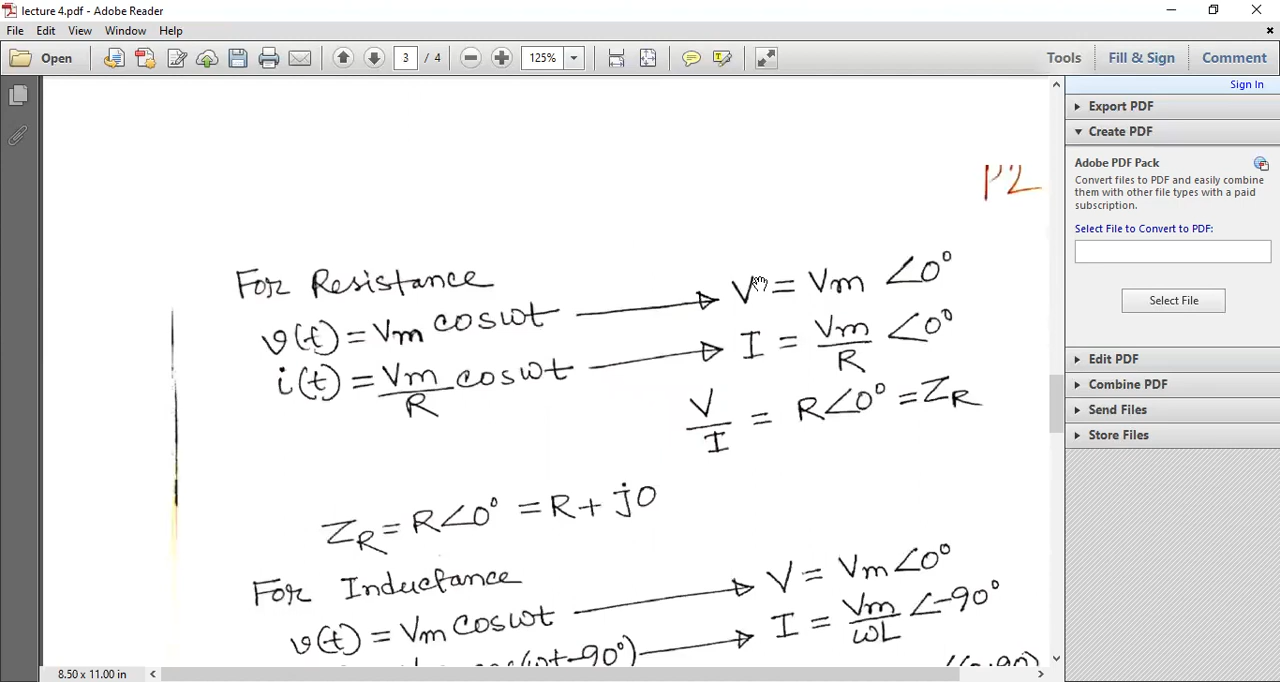 lecture 4.pdf - Adobe Reader
File Edit View Window Help
Open 3 / 4 125% Tools Fill & Sign Comment
Sign In
Export PDF
Create PDF
Adobe PDF Pack
Convert files to PDF and easily combine
them with other file types with a paid
subscription.
Select File to Convert to PDF:
Select File
Edit PDF
Combine PDF
Send Files
Store Files
P2
For Resistance
v(t) = Vm cosωt → V = Vm ∠0°
i(t) = Vm/R cosωt → I = Vm/R ∠0°
V/I = R∠0° = ZR
ZR = R∠0° = R + j0
For Inductance
v(t) = Vm cosωt → V = Vm∠0°
(ωt-90°) → I = Vm/ωL ∠-90°
8.50 x 11.00 in